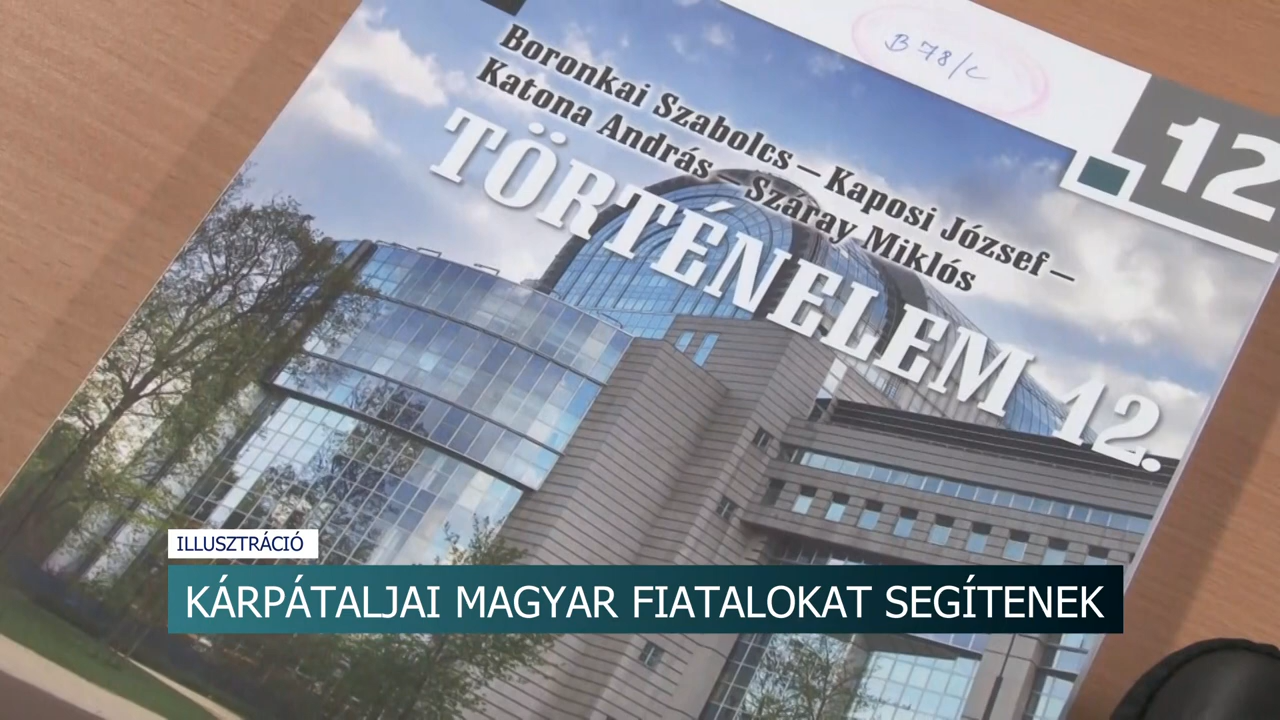 B 78/c
12
Boronkai Szabolcs – Kaposi József –
Katona András – Száray Miklós
TÖRTÉNELEM 12.
ILLUSZTRÁCIÓ
KÁRPÁTALJAI MAGYAR FIATALOKAT SEGÍTENEK